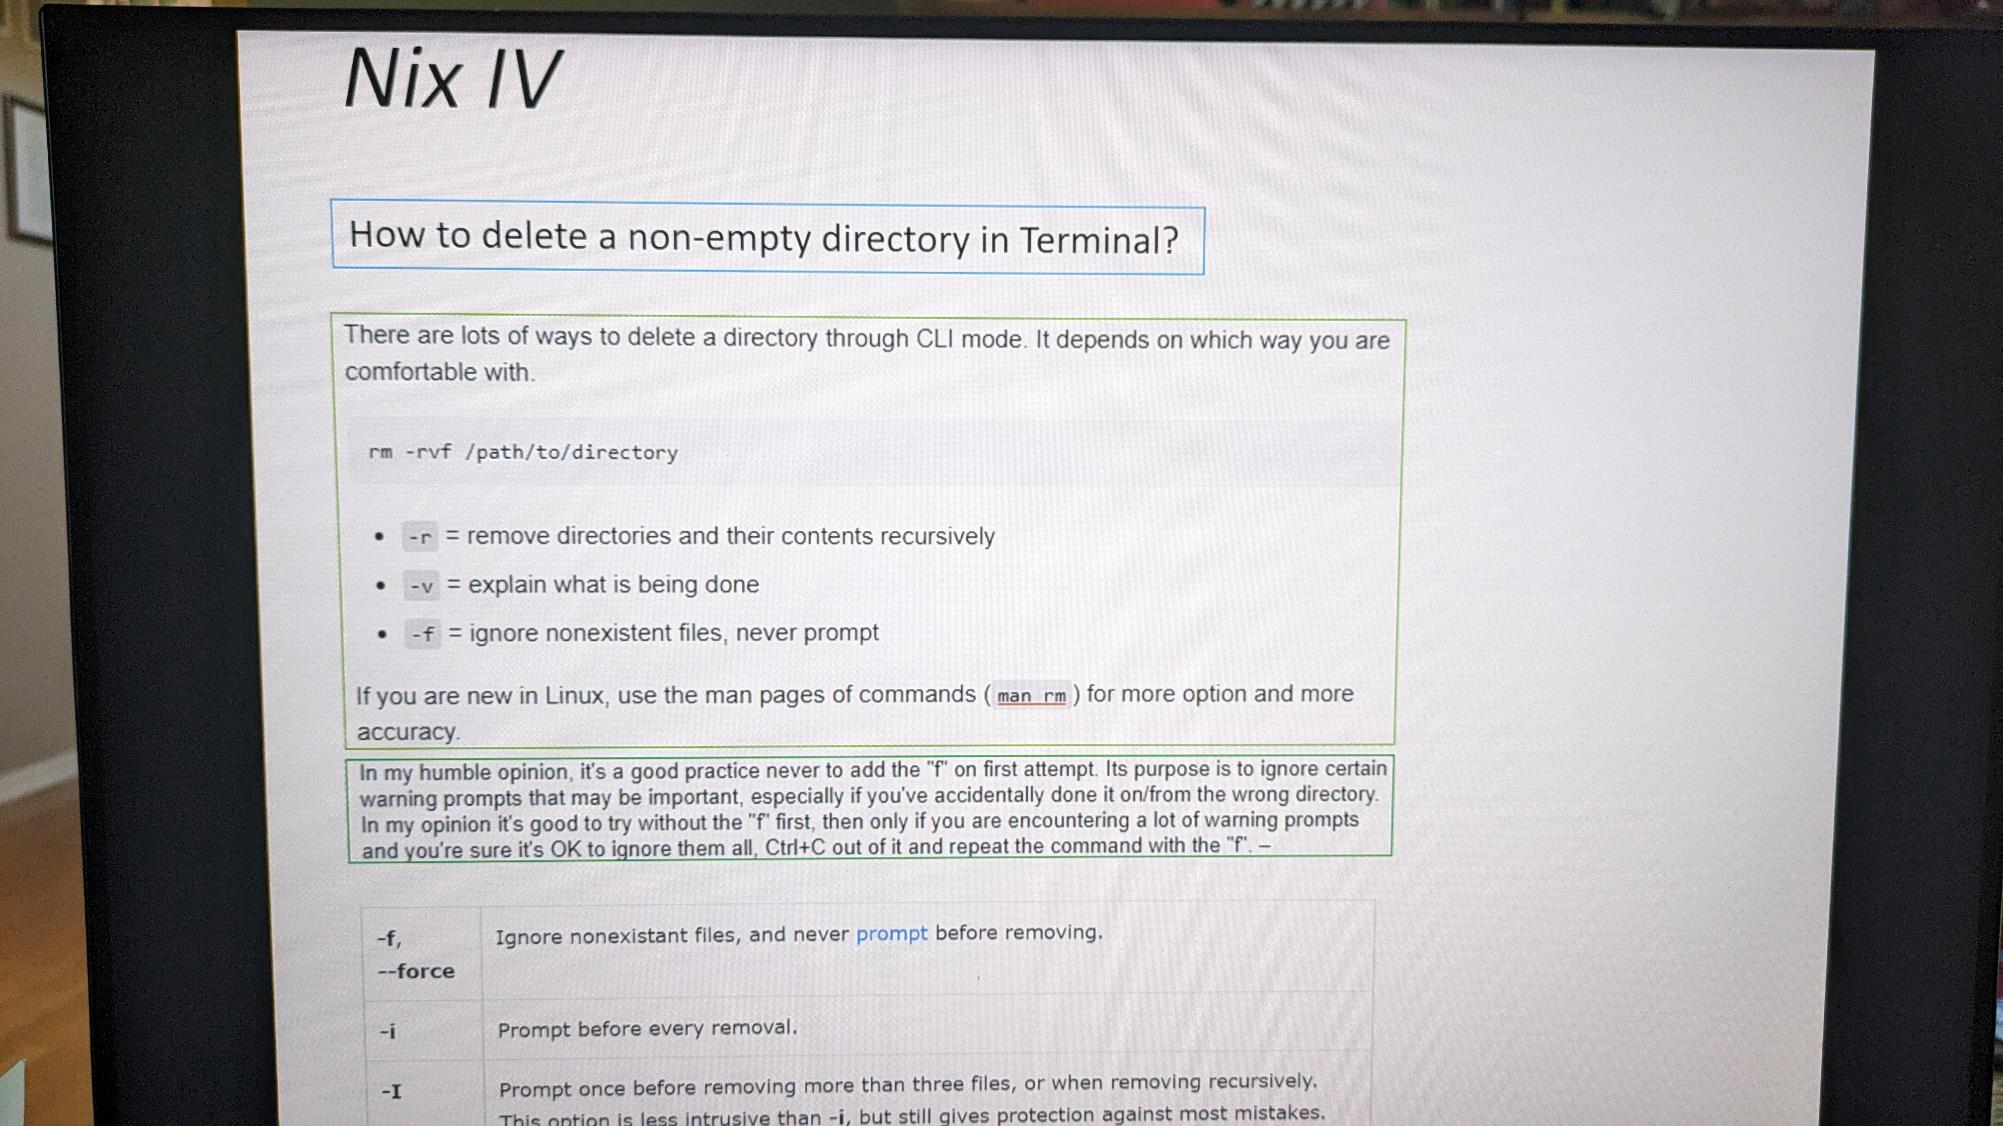 Nix IV
How to delete a non-empty directory in Terminal?
There are lots of ways to delete a directory through CLI mode. It depends on which way you are
comfortable with.
rm -rvf /path/to/directory
• -r = remove directories and their contents recursively
• -v = explain what is being done
• -f = ignore nonexistent files, never prompt
If you are new in Linux, use the man pages of commands ( man rm ) for more option and more
accuracy.
In my humble opinion, it's a good practice never to add the "f" on first attempt. Its purpose is to ignore certain
warning prompts that may be important, especially if you've accidentally done it on/from the wrong directory.
In my opinion it's good to try without the "f" first, then only if you are encountering a lot of warning prompts
and you're sure it's OK to ignore them all, Ctrl+C out of it and repeat the command with the "f". –
-f, Ignore nonexistant files, and never prompt before removing.
--force
-i Prompt before every removal.
-I Prompt once before removing more than three files, or when removing recursively.
This option is less intrusive than -i, but still gives protection against most mistakes.